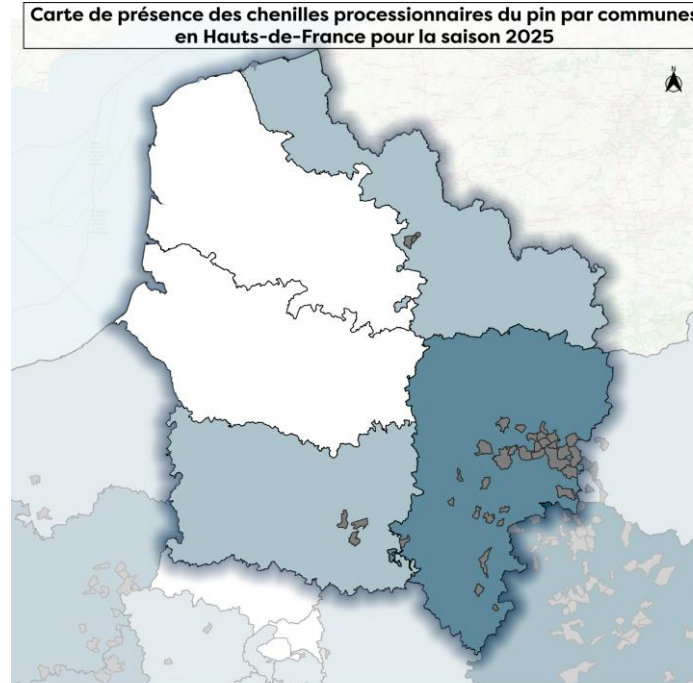 Carte de présence des chenilles processionnaires du pin par communes
en Hauts-de-France pour la saison 2025
N